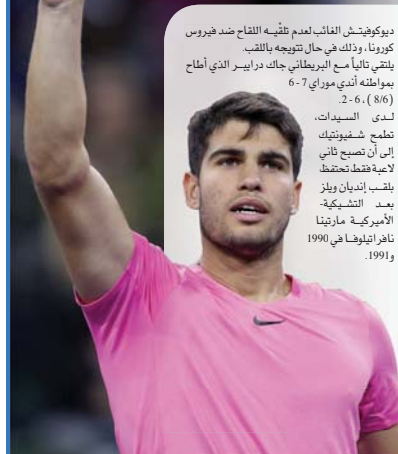 ديوكوفيتش الغائب لعدم تلقّيه اللقاح ضد فيروس
كورونا، وذلك في حال تتويجه باللقب.
يلتقي تالياً مع البريطاني جاك درايبر الذي أطاح
بمواطنه أندي موراي 7 - 6
(8/6)، 6 - 2.
لدى السيدات،
تطمح شفيونتيك
إلى أن تصبح ثاني
لاعبة فقط تحتفظ
بلقب إنديان ويلز
بعد التشيكية-
الأميركية مارتينا
نافراتيلوفا في 1990
و1991.